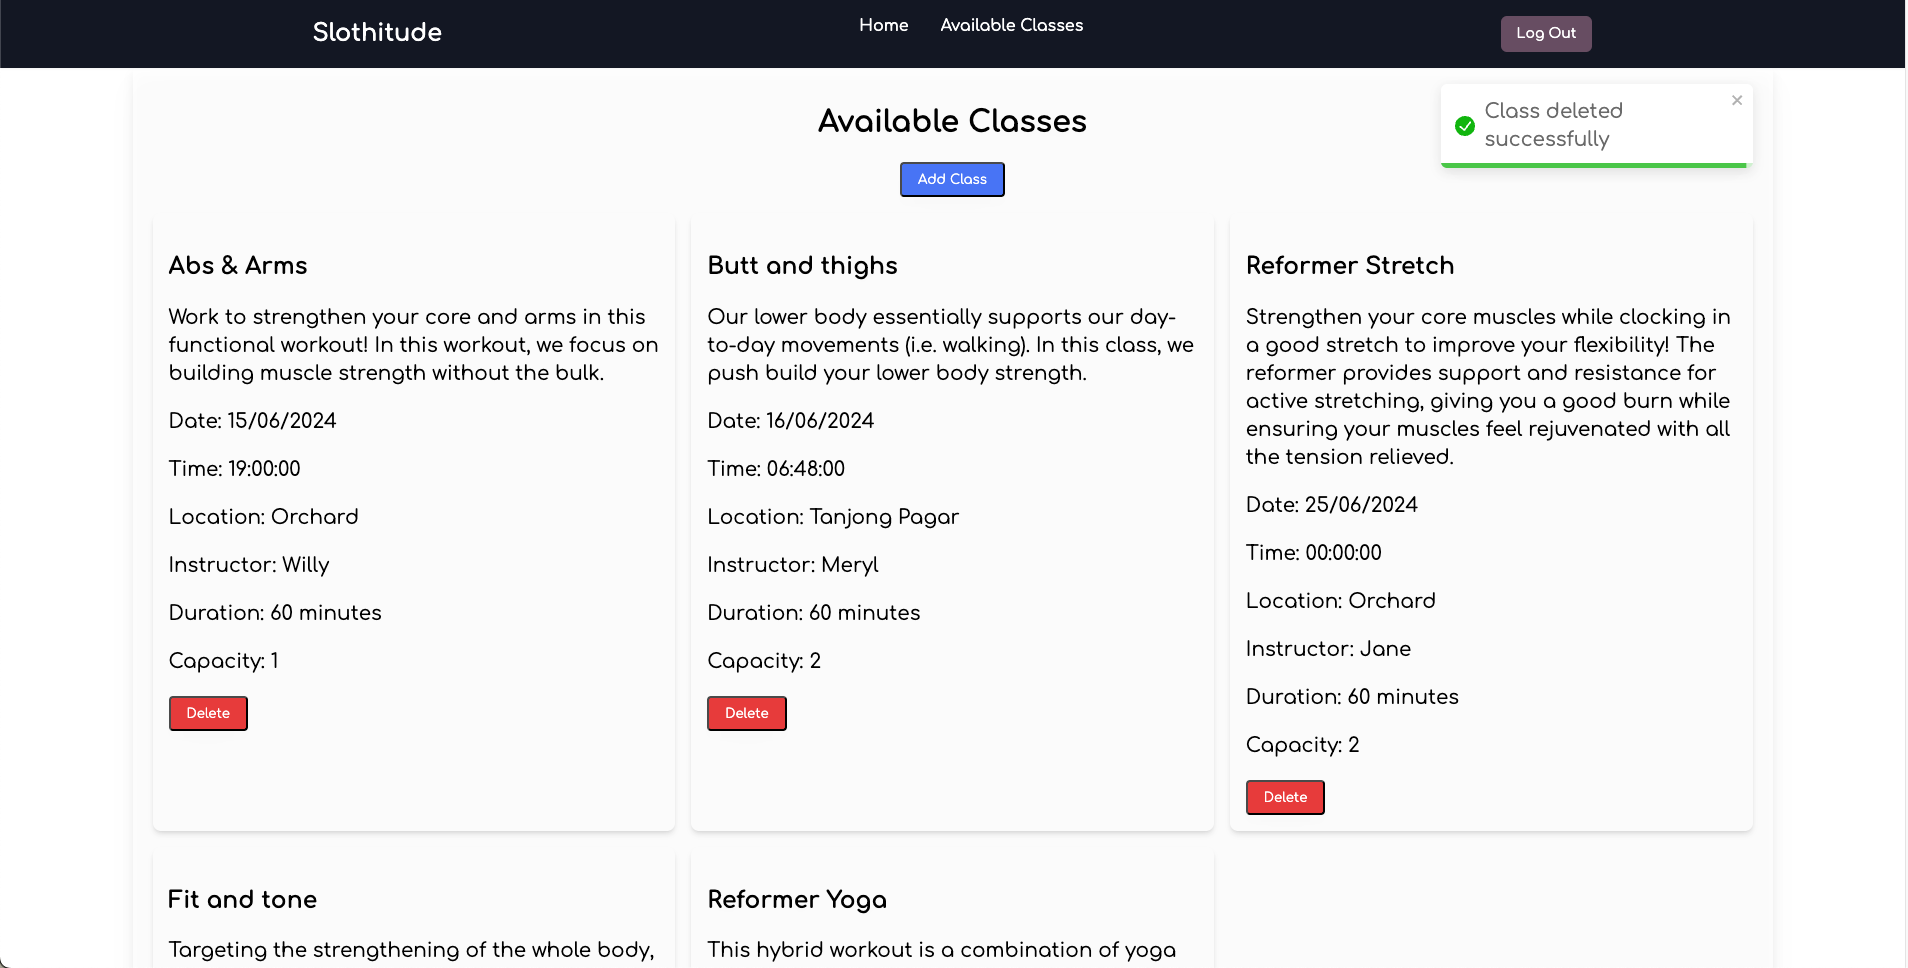 Slothitude
Home
Available Classes
Log Out
Available Classes
Class deleted
successfully
Add Class
Abs & Arms
Work to strengthen your core and arms in this
functional workout! In this workout, we focus on
building muscle strength without the bulk.
Date: 15/06/2024
Time: 19:00:00
Location: Orchard
Instructor: Willy
Duration: 60 minutes
Capacity: 1
Delete
Butt and thighs
Our lower body essentially supports our day-
to-day movements (i.e. walking). In this class, we
push build your lower body strength.
Date: 16/06/2024
Time: 06:48:00
Location: Tanjong Pagar
Instructor: Meryl
Duration: 60 minutes
Capacity: 2
Delete
Reformer Stretch
Strengthen your core muscles while clocking in
a good stretch to improve your flexibility! The
reformer provides support and resistance for
active stretching, giving you a good burn while
ensuring your muscles feel rejuvenated with all
the tension relieved.
Date: 25/06/2024
Time: 00:00:00
Location: Orchard
Instructor: Jane
Duration: 60 minutes
Capacity: 2
Delete
Fit and tone
Targeting the strengthening of the whole body,
Reformer Yoga
This hybrid workout is a combination of yoga